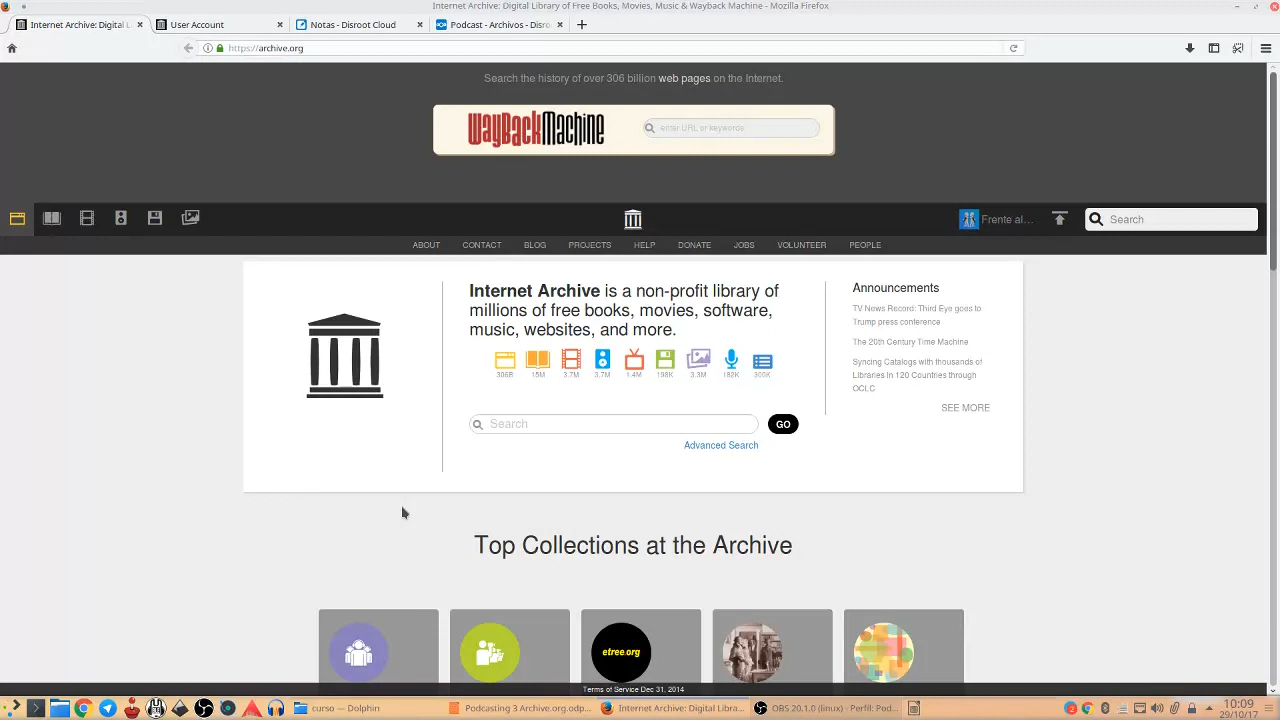 Internet Archive: Digital Library of Free Books, Movies, Music & Wayback Machine - Mozilla Firefox
Internet Archive: Digital L
User Account
Notas - Disroot Cloud
Podcast - Archivos - Disro
https://archive.org
Search the history of over 306 billion web pages on the Internet.
WayBackMachine
enter URL or keywords
Frente al...
Search
ABOUT CONTACT BLOG PROJECTS HELP DONATE JOBS VOLUNTEER PEOPLE
Internet Archive is a non-profit library of
millions of free books, movies, software,
music, websites, and more.
306B 15M 3.7M 3.7M 1.4M 198K 3.3M 182K 300K
Search
GO
Advanced Search
Announcements
TV News Record: Third Eye goes to
Trump press conference
The 20th Century Time Machine
Syncing Catalogs with thousands of
Libraries in 120 Countries through
OCLC
SEE MORE
Top Collections at the Archive
etree.org
Terms of Service Dec 31, 2014
curso — Dolphin
Podcasting 3 Archive.org.odp...
Internet Archive: Digital Libra...
OBS 20.1.0 (linux) - Perfil: Pod...
10:09
29/10/17